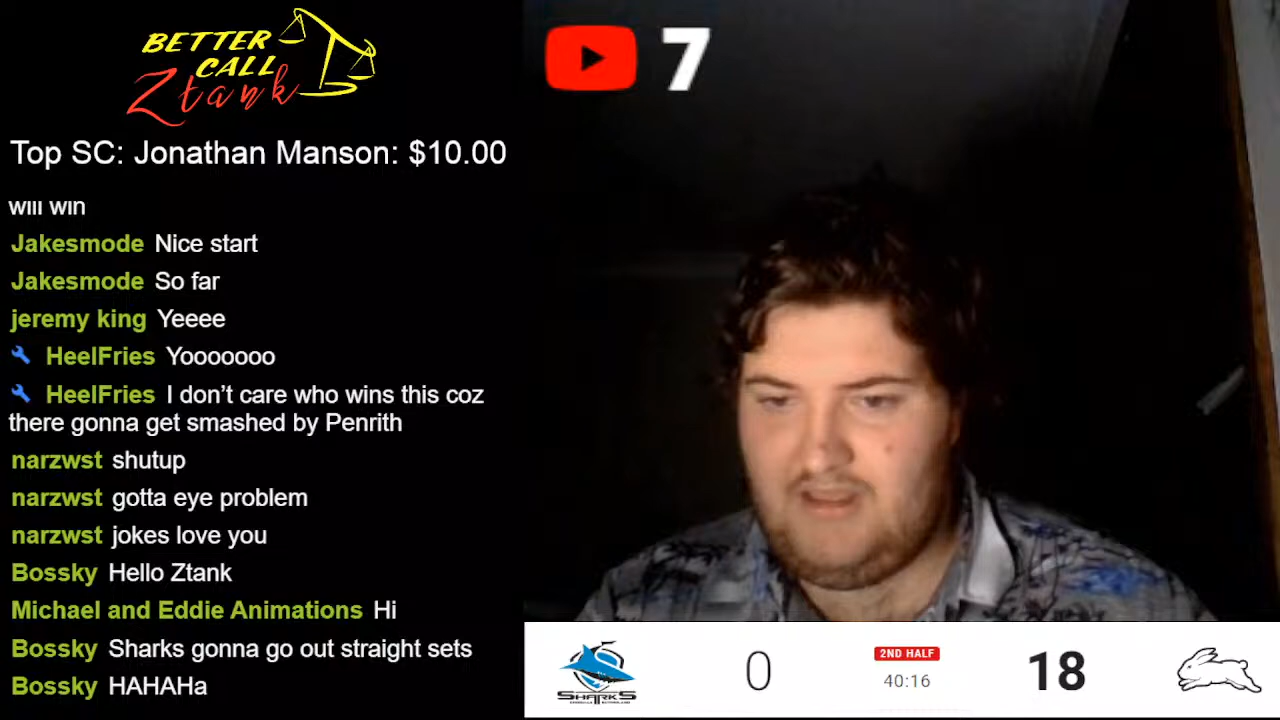 BETTER
CALL
Ztank
7
Top SC: Jonathan Manson: $10.00
will win
Jakesmode Nice start
Jakesmode So far
jeremy king Yeeee
HeelFries Yooooooo
HeelFries I don’t care who wins this coz
there gonna get smashed by Penrith
narzwst shutup
narzwst gotta eye problem
narzwst jokes love you
Bossky Hello Ztank
Michael and Eddie Animations Hi
Bossky Sharks gonna go out straight sets
Bossky HAHAHa
SHARKS
0
2ND HALF
40:16
18